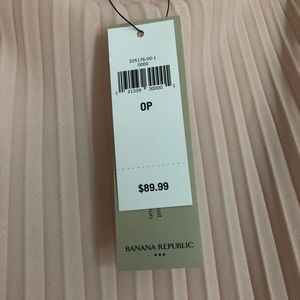 325176-00-1
0000
1 31339 30000 1
0P
$89.99
BANANA REPUBLIC